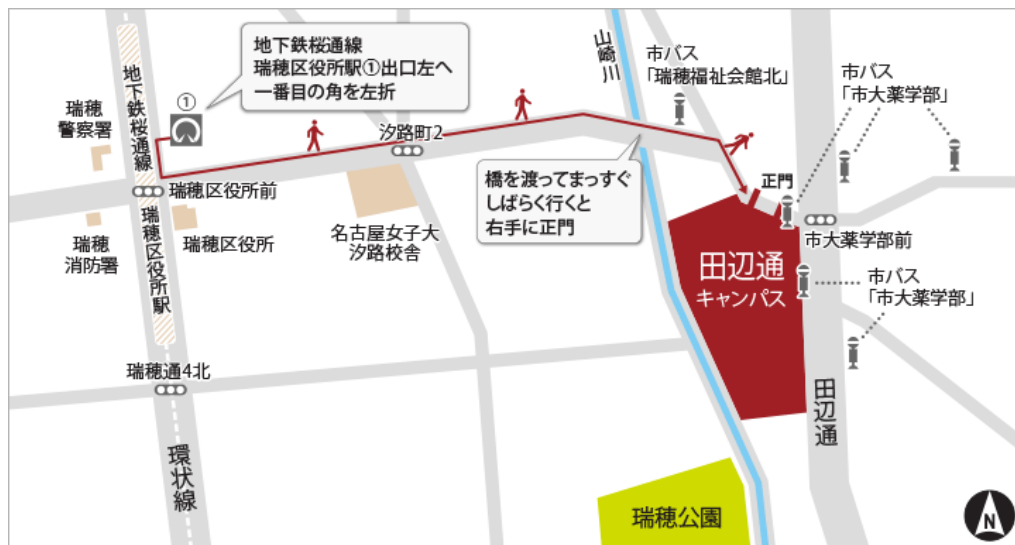 地下鉄桜通線
瑞穂区役所駅①出口左へ
一番目の角を左折
山崎川
市バス
「瑞穂福祉会館北」
市バス
「市大薬学部」
地下鉄桜通線
①
瑞穂
警察署
汐路町2
橋を渡ってまっすぐ
しばらく行くと
右手に正門
正門
瑞穂区役所前
瑞穂区役所駅
瑞穂
消防署
瑞穂区役所
名古屋女子大
汐路校舎
市大薬学部前
田辺通
キャンパス
市バス
「市大薬学部」
瑞穂通4北
田辺通
環状線
瑞穂公園
N